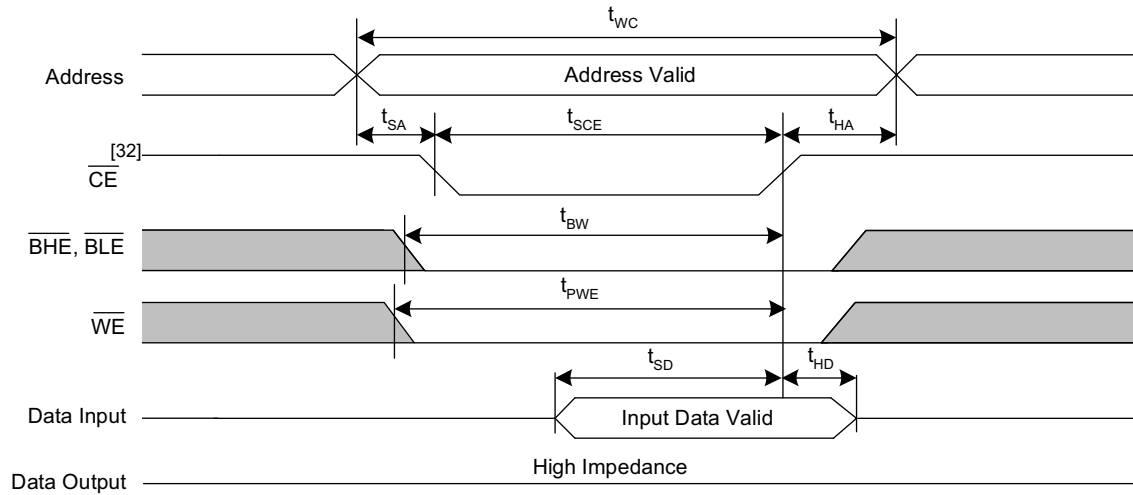 tWC
Address
Address Valid
tSA
tSCE
tHA
[32]
CE
tBW
BHE, BLE
tPWE
WE
tSD
tHD
Data Input
Input Data Valid
High Impedance
Data Output